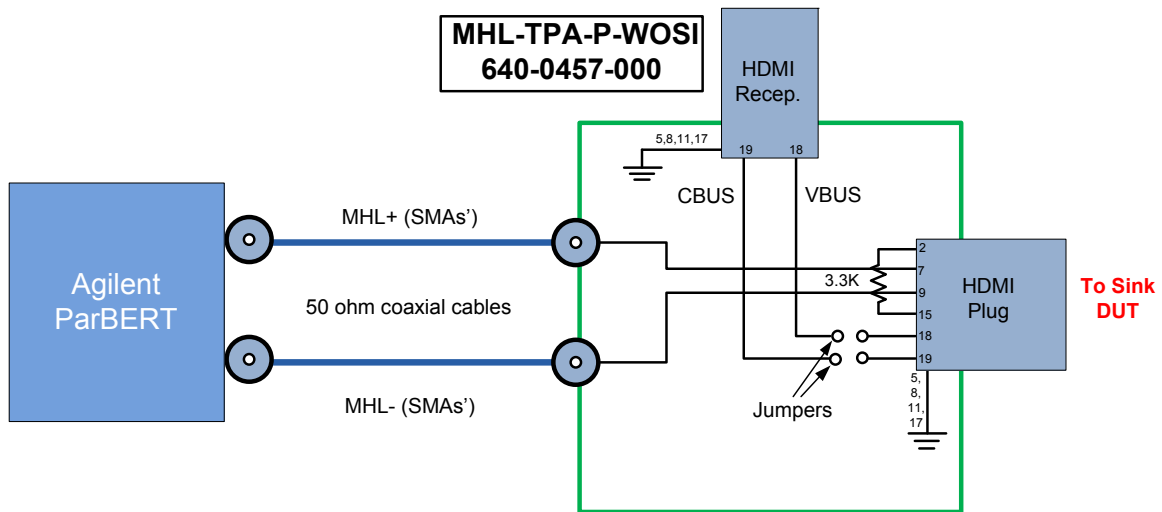 MHL-TPA-P-WOSI
640-0457-000
HDMI
Recep.
5,8,11,17
19
18
CBUS
VBUS
Agilent
ParBERT
MHL+ (SMAs’)
50 ohm coaxial cables
MHL- (SMAs’)
3.3K
2
7
9
15
18
19
HDMI
Plug
To Sink
DUT
Jumpers
5,
8,
11,
17